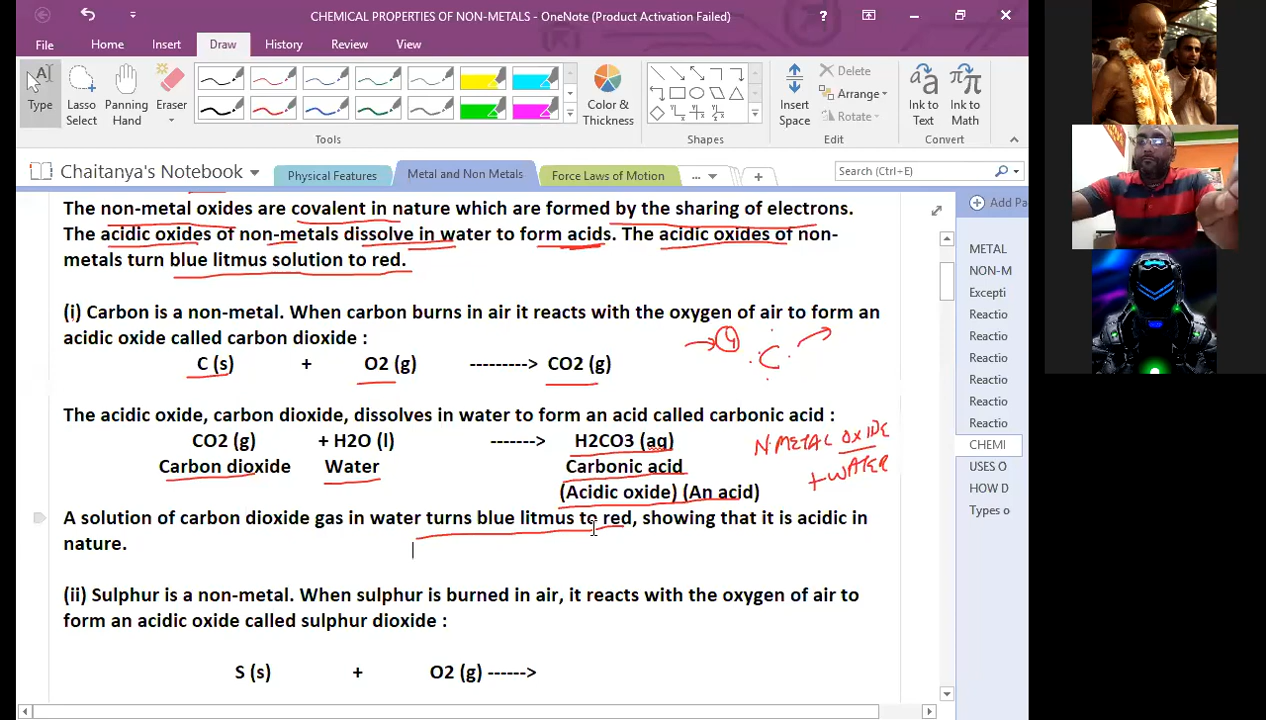 CHEMICAL PROPERTIES OF NON-METALS - OneNote (Product Activation Failed)
?
File Home Insert Draw History Review View
Type
Lasso Select
Panning Hand
Eraser
Color & Thickness
Insert Space
Delete
Arrange
Rotate
Ink to Text
Ink to Math
Tools Shapes Edit Convert
Chaitanya's Notebook Physical Features Metal and Non Metals Force Laws of Motion ... + Search (Ctrl+E)
The non-metal oxides are covalent in nature which are formed by the sharing of electrons.
The acidic oxides of non-metals dissolve in water to form acids. The acidic oxides of non-
metals turn blue litmus solution to red.
(i) Carbon is a non-metal. When carbon burns in air it reacts with the oxygen of air to form an
acidic oxide called carbon dioxide :
C (s) + O2 (g) ---------> CO2 (g)
4 C
The acidic oxide, carbon dioxide, dissolves in water to form an acid called carbonic acid :
CO2 (g) + H2O (l) -------> H2CO3 (aq)
Carbon dioxide Water Carbonic acid
(Acidic oxide) (An acid)
N.METAL OXIDE
+WATER
A solution of carbon dioxide gas in water turns blue litmus to red, showing that it is acidic in
nature.
(ii) Sulphur is a non-metal. When sulphur is burned in air, it reacts with the oxygen of air to
form an acidic oxide called sulphur dioxide :
S (s) + O2 (g) ------>
Add Pa
METAL
NON-M
Excepti
Reactio
Reactio
Reactio
Reactio
Reactio
Reactio
CHEMI
USES O
Types o